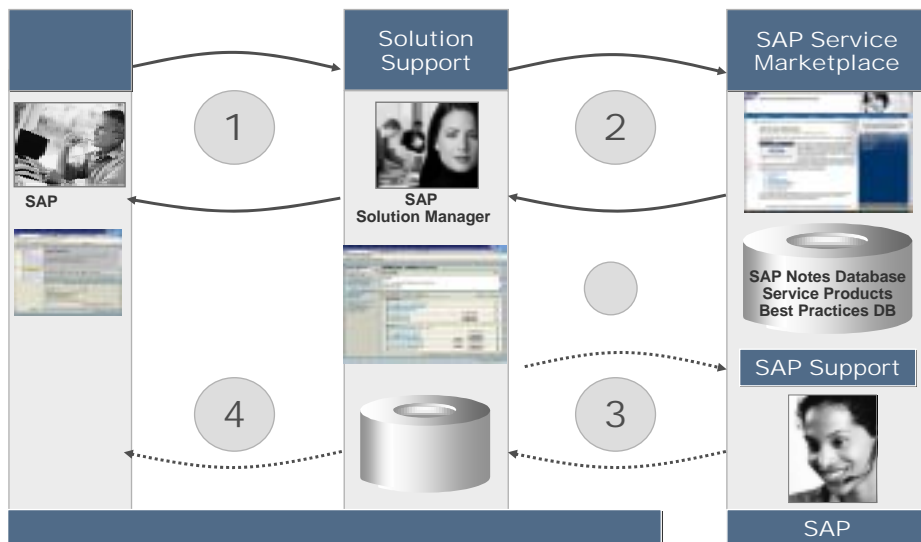 Solution
Support
SAP Service
Marketplace
1
2
SAP
SAP
Solution Manager
SAP Notes Database
Service Products
Best Practices DB
SAP Support
4
3
SAP